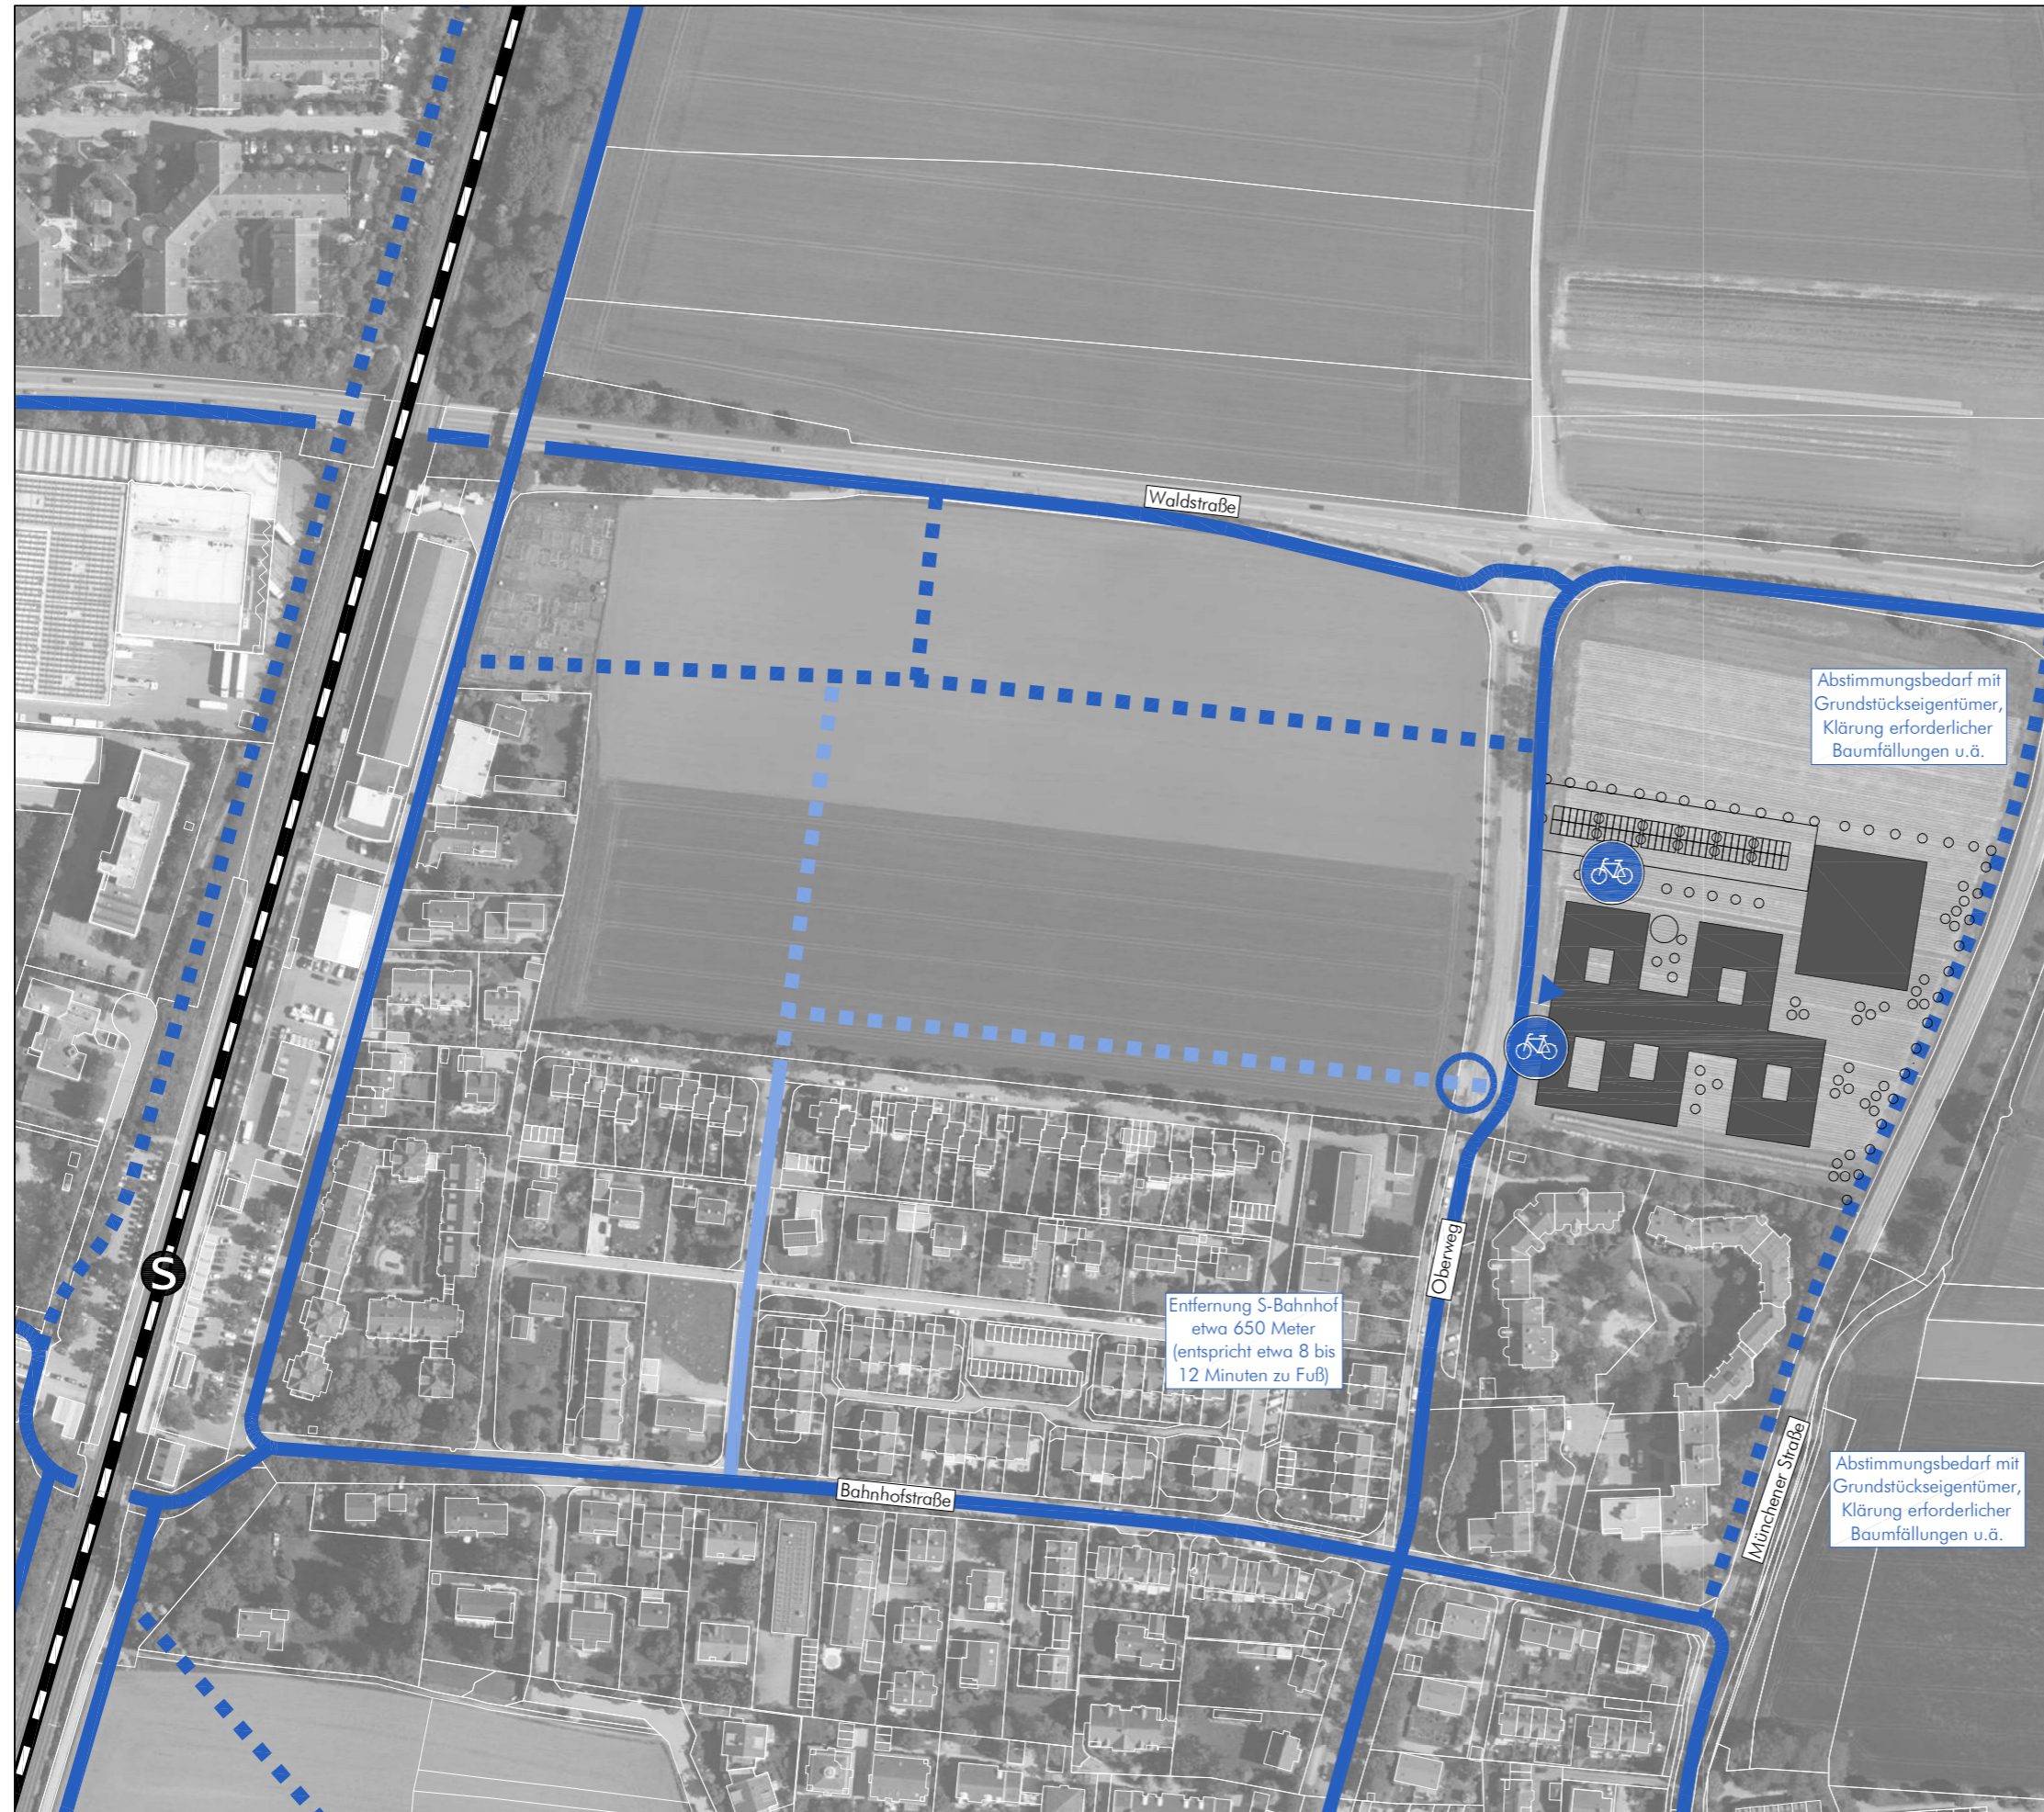 Waldstraße
Abstimmungsbedarf mit
Grundstückseigentümer,
Klärung erforderlicher
Baumfällungen u.ä.
Oberweg
S
Entfernung S-Bahnhof
etwa 650 Meter
(entspricht etwa 8 bis
12 Minuten zu Fuß)
Münchener Straße
Abstimmungsbedarf mit
Grundstückseigentümer,
Klärung erforderlicher
Baumfällungen u.ä.
Bahnhofstraße